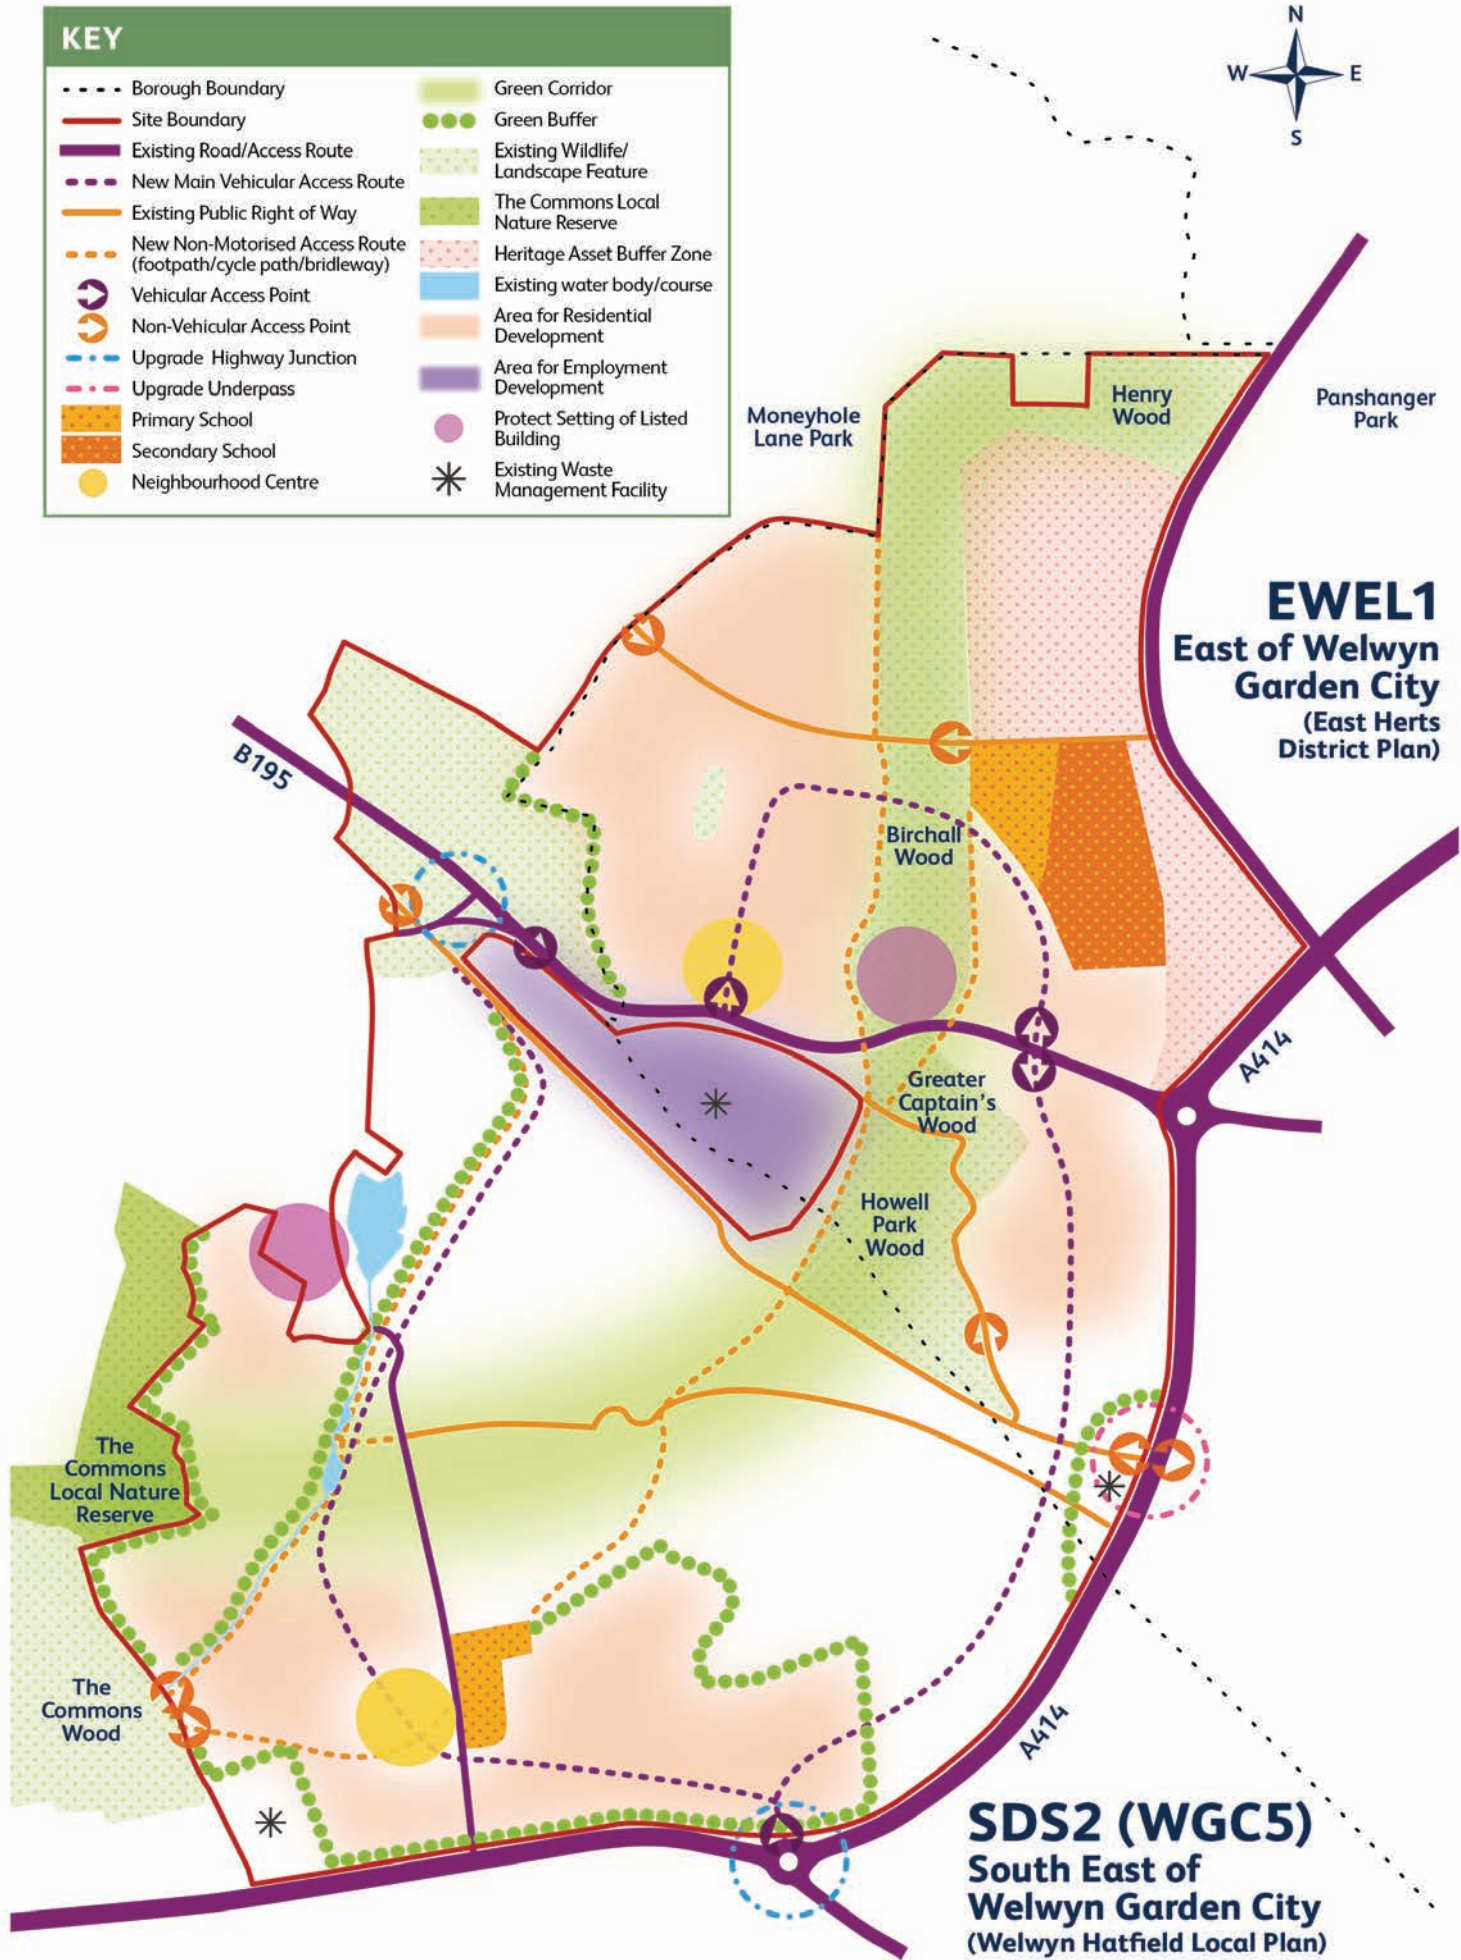 KEY
Borough Boundary
Site Boundary
Existing Road/Access Route
New Main Vehicular Access Route
Existing Public Right of Way
New Non-Motorised Access Route
(footpath/cycle path/bridleway)
Vehicular Access Point
Non-Vehicular Access Point
Upgrade Highway Junction
Upgrade Underpass
Primary School
Secondary School
Neighbourhood Centre
Green Corridor
Green Buffer
Existing Wildlife/
Landscape Feature
The Commons Local
Nature Reserve
Heritage Asset Buffer Zone
Existing water body/course
Area for Residential
Development
Area for Employment
Development
Protect Setting of Listed
Building
Existing Waste
Management Facility
N
W
E
S
Henry
Wood
Moneyhole
Lane Park
Panshanger
Park
EWEL1
East of Welwyn
Garden City
(East Herts
District Plan)
B195
Birchall
Wood
A414
Greater
Captain's
Wood
Howell
Park
Wood
The
Commons
Local Nature
Reserve
The
Commons
Wood
A414
SDS2 (WGC5)
South East of
Welwyn Garden City
(Welwyn Hatfield Local Plan)